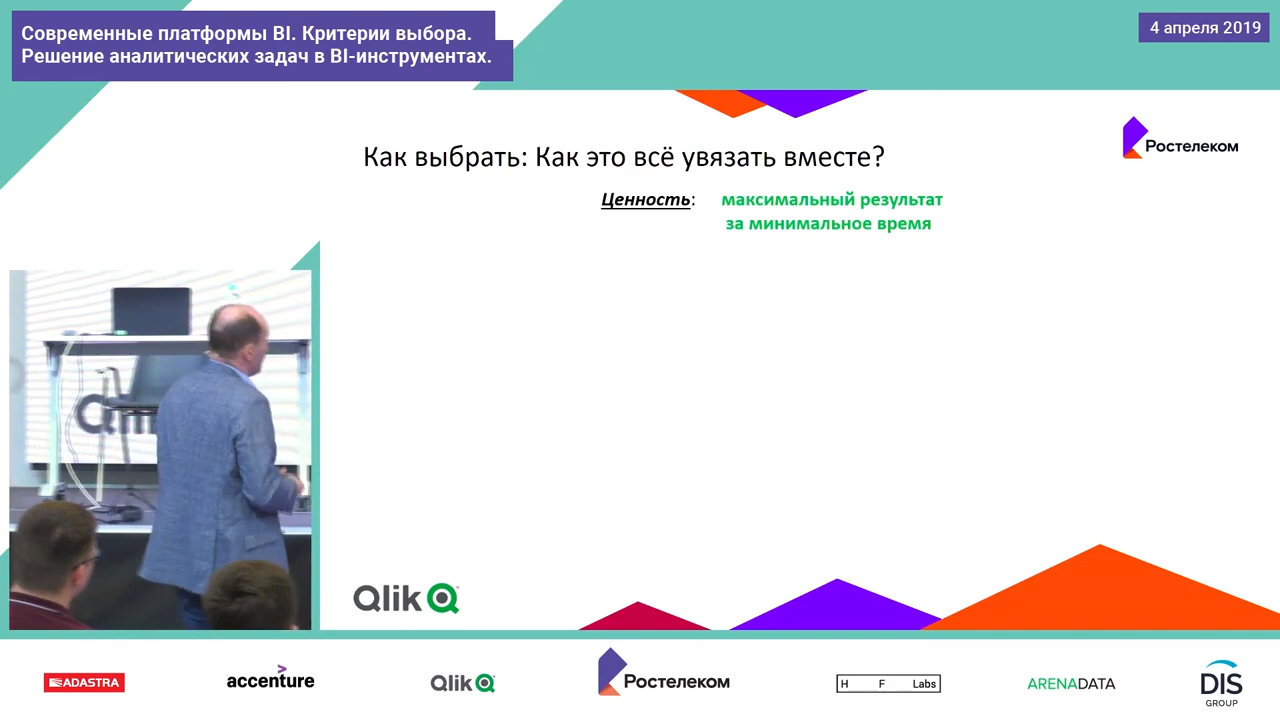 Современные платформы BI. Критерии выбора.
Решение аналитических задач в BI-инструментах.
4 апреля 2019
Ростелеком
Как выбрать: Как это всё увязать вместе?
Ценность: максимальный результат
за минимальное время
Qlik
ADASTRA
accenture
Qlik
Ростелеком
H F Labs
ARENADATA
DIS
GROUP